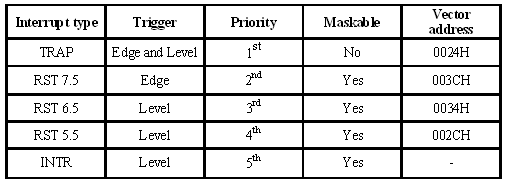 Interrupt type Trigger Priority Maskable Vector address
TRAP Edge and Level 1st No 0024H
RST 7.5 Edge 2nd Yes 003CH
RST 6.5 Level 3rd Yes 0034H
RST 5.5 Level 4th Yes 002CH
INTR Level 5th Yes -